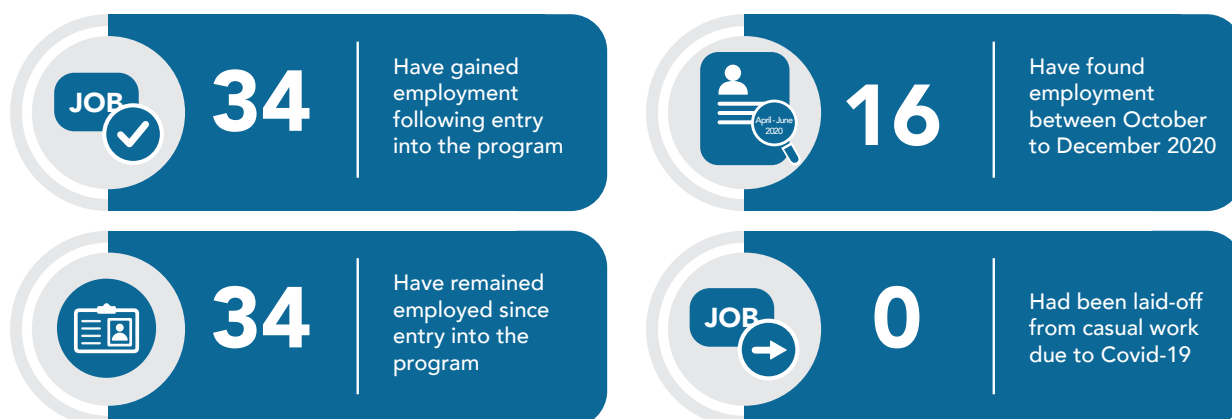 JOB
34
Have gained
employment
following entry
into the program
April - June
2020
16
Have found
employment
between October
to December 2020
34
Have remained
employed since
entry into the
program
JOB
0
Had been laid-off
from casual work
due to Covid-19